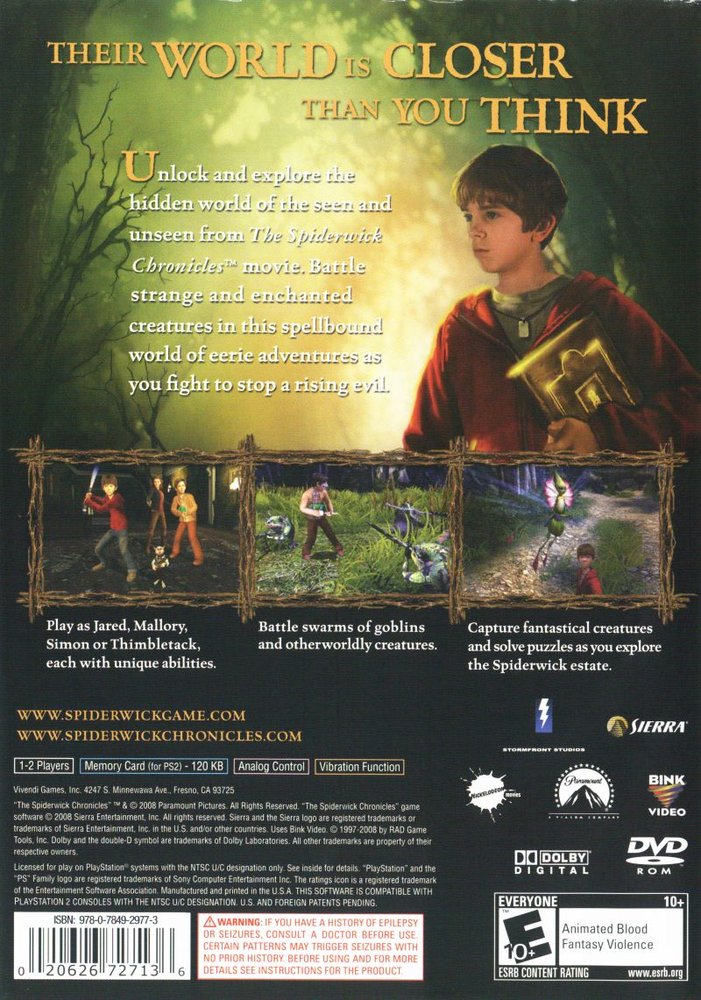 THEIR WORLD IS CLOSER
THAN YOU THINK
Unlock and explore the
hidden world of the seen and
unseen from The Spiderwick
Chronicles™ movie. Battle
strange and enchanted
creatures in this spellbound
world of eerie adventures as
you fight to stop a rising evil.
Play as Jared, Mallory,
Simon or Thimbletack,
each with unique abilities.
Battle swarms of goblins
and otherworldly creatures.
Capture fantastical creatures
and solve puzzles as you explore
the Spiderwick estate.
WWW.SPIDERWICKGAME.COM
WWW.SPIDERWICKCHRONICLES.COM
STORMFRONT STUDIOS
SIERRA®
1-2 Players
Memory Card (for PS2) - 120 KB
Analog Control
Vibration Function
NICKELODEON movies
Paramount
A VIACOM COMPANY
BINK
VIDEO
Vivendi Games, Inc. 4247 S. Minnewawa Ave., Fresno, CA 93725
"The Spiderwick Chronicles" ™ & © 2008 Paramount Pictures. All Rights Reserved. "The Spiderwick Chronicles" game
software © 2008 Sierra Entertainment, Inc. All rights reserved. Sierra and the Sierra logo are registered trademarks or
trademarks of Sierra Entertainment, Inc. in the U.S. and/or other countries. Uses Bink Video. © 1997-2008 by RAD Game
Tools, Inc. Dolby and the double-D symbol are trademarks of Dolby Laboratories. All other trademarks are property of their
respective owners.
Licensed for play on PlayStation® systems with the NTSC U/C designation only. See inside for details. "PlayStation" and the
"PS" Family logo are registered trademarks of Sony Computer Entertainment Inc. The ratings icon is a registered trademark
of the Entertainment Software Association. Manufactured and printed in the U.S.A. THIS SOFTWARE IS COMPATIBLE WITH
PLAYSTATION 2 CONSOLES WITH THE NTSC U/C DESIGNATION. U.S. AND FOREIGN PATENTS PENDING.
DOLBY
DIGITAL
DVD
ROM
ISBN: 978-0-7849-2977-3
0 20626 72713 6
WARNING: IF YOU HAVE A HISTORY OF EPILEPSY
OR SEIZURES, CONSULT A DOCTOR BEFORE USE.
CERTAIN PATTERNS MAY TRIGGER SEIZURES WITH
NO PRIOR HISTORY. BEFORE USING AND FOR MORE
DETAILS SEE INSTRUCTIONS FOR THE PRODUCT.
EVERYONE 10+
E
10+
Animated Blood
Fantasy Violence
ESRB CONTENT RATING www.esrb.org